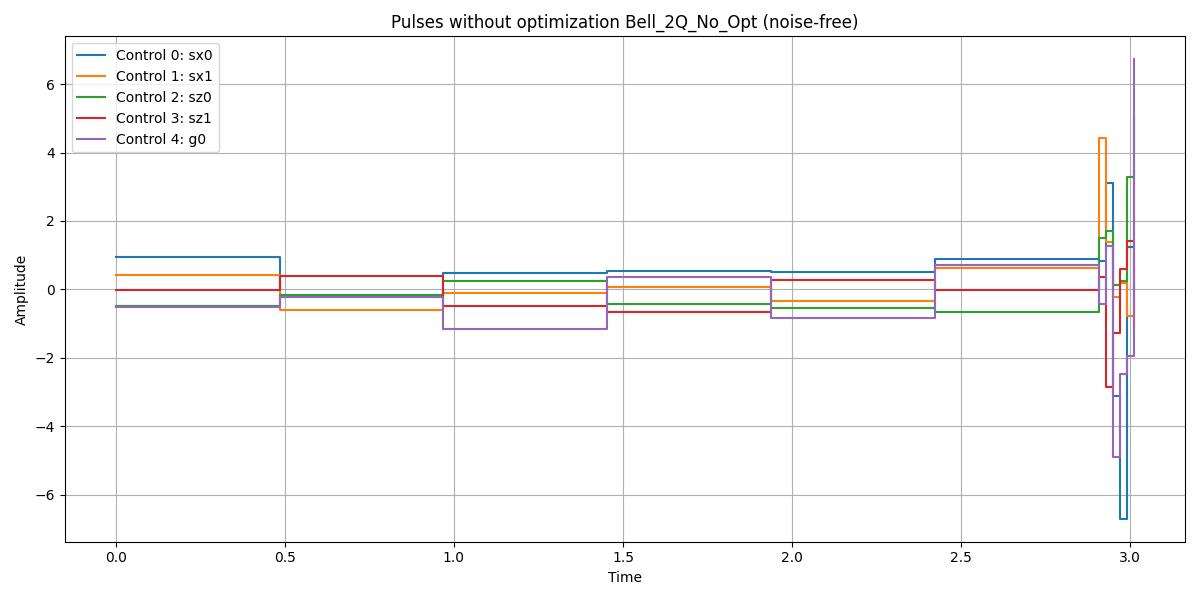 Pulses without optimization Bell_2Q_No_Opt (noise-free)
Control 0: sx0
Control 1: sx1
Control 2: sz0
Control 3: sz1
Control 4: g0
Amplitude
6
4
2
0
−2
−4
−6
0.0 0.5 1.0 1.5 2.0 2.5 3.0
Time